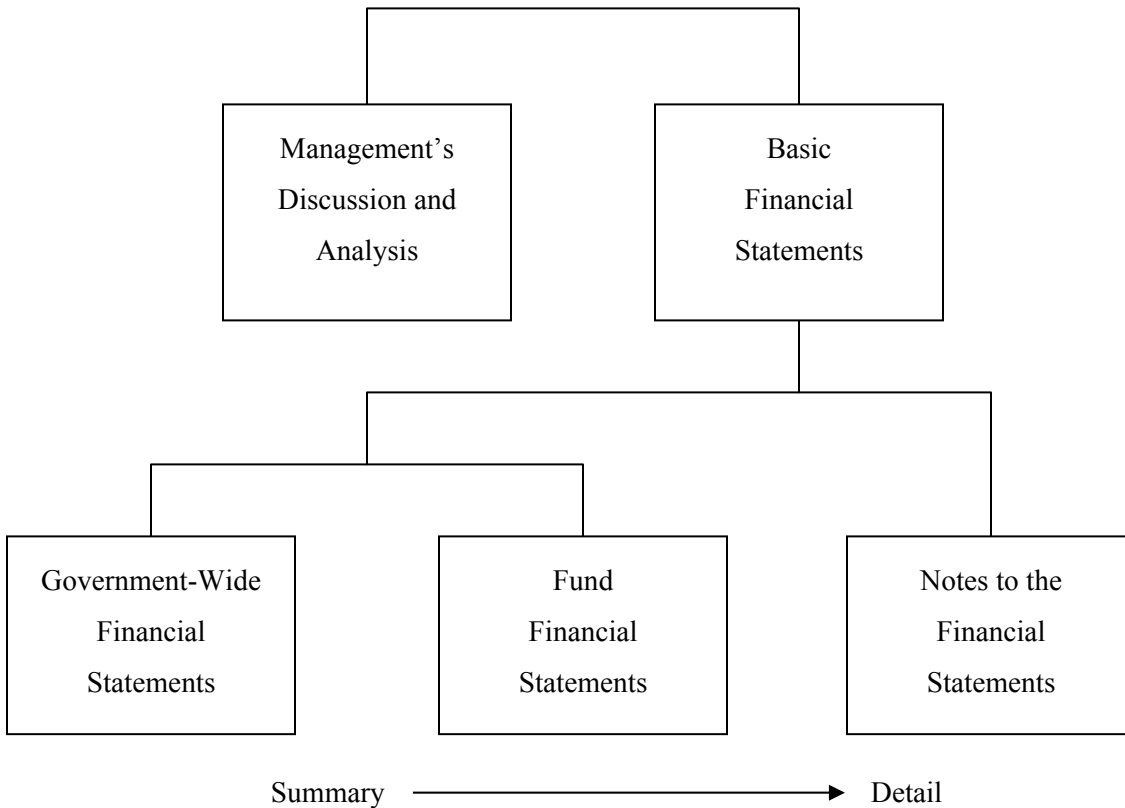 Management’s
Discussion and
Analysis
Basic
Financial
Statements
Government-Wide
Financial
Statements
Fund
Financial
Statements
Notes to the
Financial
Statements
Summary
Detail